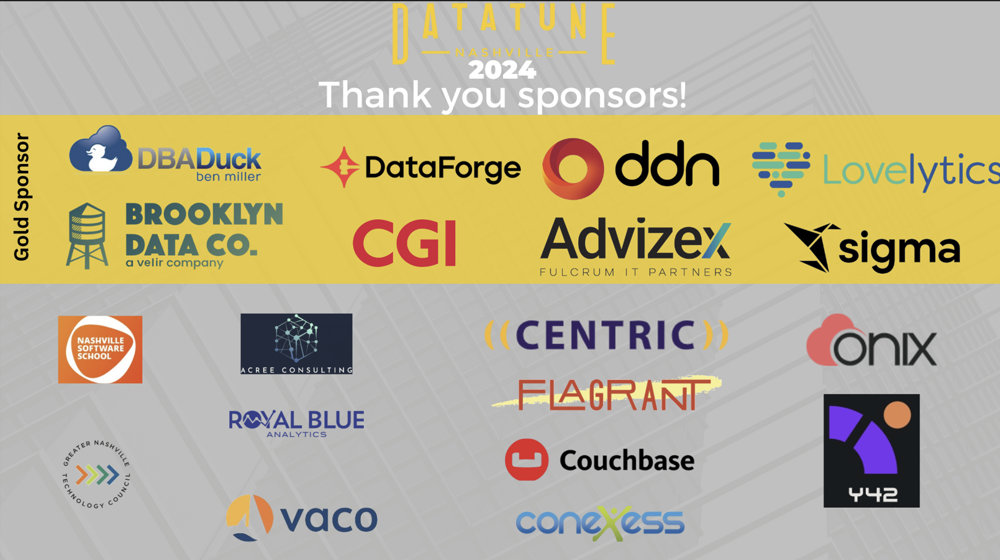 DATATUNE
NASHVILLE
2024
Thank you sponsors!
Gold Sponsor
DBADuck
ben miller
DataForge
ddn
Lovelytics
BROOKLYN
DATA CO.
a velir company
CGI
Advizex
FULCRUM IT PARTNERS
sigma
NASHVILLE
SOFTWARE
SCHOOL
ACREE CONSULTING
((CENTRIC))
onix
FLAGRANT
ROYAL BLUE
ANALYTICS
GREATER NASHVILLE
TECHNOLOGY COUNCIL
Couchbase
Y42
vaco
conexess